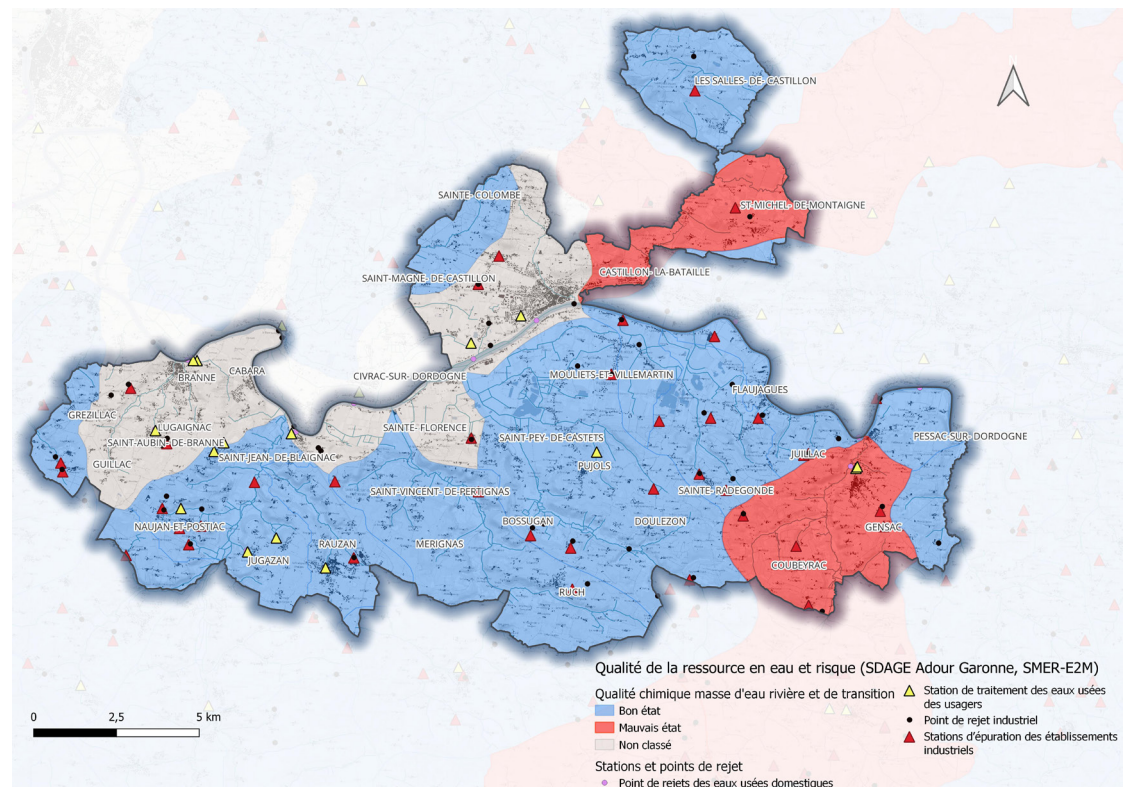 LES SALLES- DE- CASTILLON
SAINTE- COLOMBE
ST-MICHEL- DE-MONTAIGNE
CASTILLON- LA-BATAILLE
SAINT-MAGNE- DE-CASTILLON
CIVRAC-SUR- DORDOGNE
MOULIETS-ET-VILLEMARTIN
FLAUJAGUES
BRANNE
CABARA
GREZILLAC
LUGAIGNAC
SAINT-AUBIN-DE-BRANNE
GUILLAC
SAINT-JEAN- DE-BLAIGNAC
SAINTE- FLORENCE
SAINT-PEY- DE-CASTETS
PUJOLS
JUILLAC
PESSAC-SUR- DORDOGNE
SAINT-VINCENT- DE-PERTIGNAS
SAINTE- RADEGONDE
NAUJAN-ET-POSTIAC
BOSSUGAN
DOULEZON
GENSAC
JUGAZAN
RAUZAN
MERIGNAS
COUBEYRAC
RUCH
Qualité de la ressource en eau et risque (SDAGE Adour Garonne, SMER-E2M)
Qualité chimique masse d'eau rivière et de transition
Bon état
Mauvais état
Non classé
Stations et points de rejet
Point de rejets des eaux usées domestiques
Station de traitement des eaux usées
des usagers
Point de rejet industriel
Stations d'épuration des établissements
industriels
0 2,5 5 km